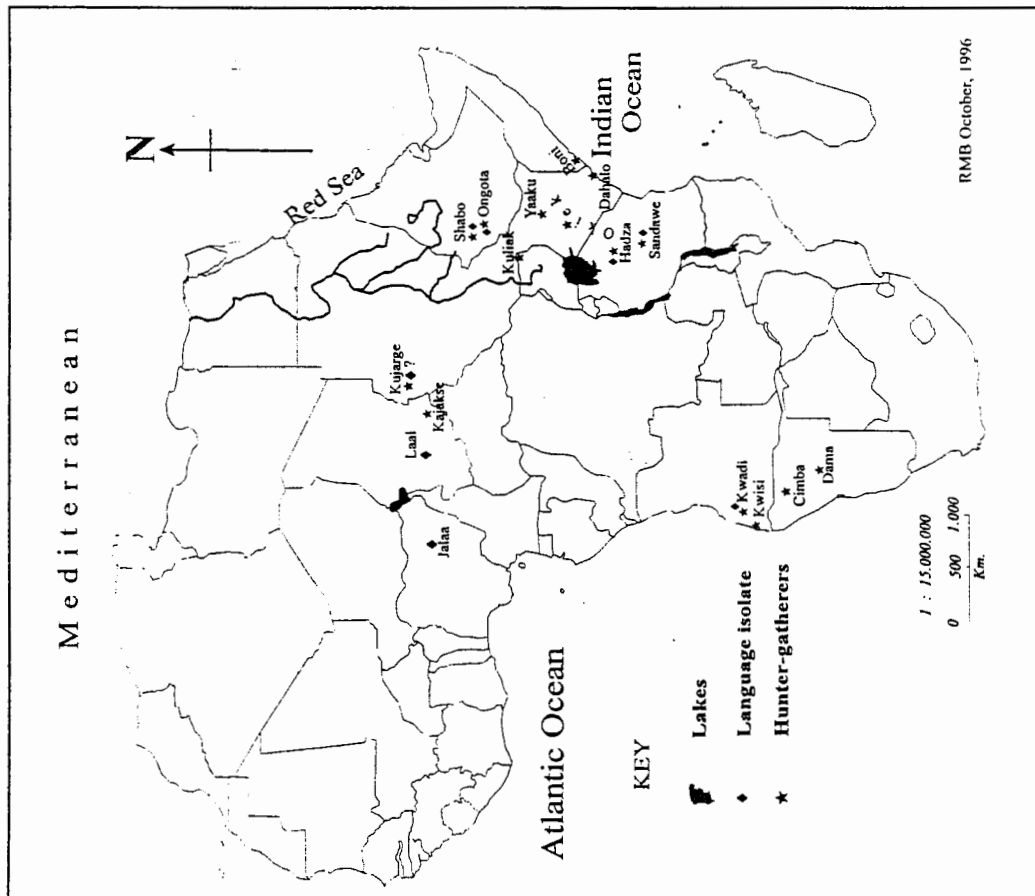 Mediterranean
N
Red Sea
Shabo
Ongota
Kujarge
?
Kajakse
Laal
Jalaa
Kuliak
Yaaku
Boni
Dahalo
Indian
Ocean
Hadza
Sandawe
Kwadi
Kwisi
Cimba
Dama
Atlantic Ocean
KEY
Lakes
Language isolate
Hunter-gatherers
1 : 15.000.000
0 500 1.000
Km.
RMB October, 1996